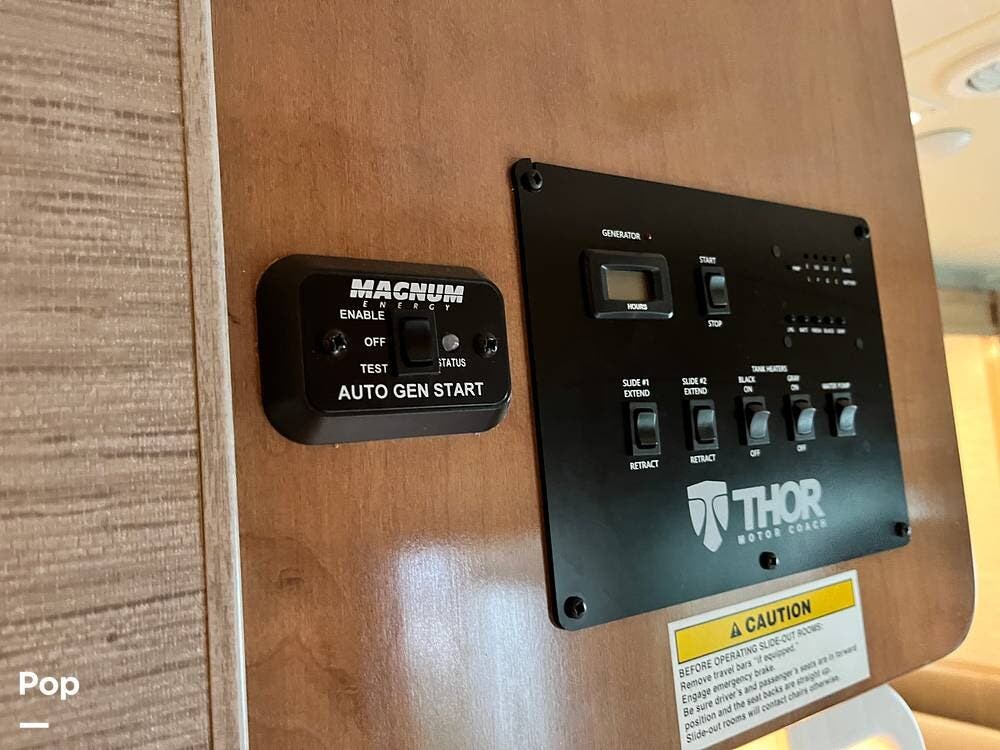 MAGNUM
ENERGY
ENABLE
OFF
STATUS
TEST
AUTO GEN START
GENERATOR
HOURS
START
STOP
TANK HEATERS
SLIDE #1
EXTEND
RETRACT
SLIDE #2
EXTEND
RETRACT
BLACK
ON
OFF
GRAY
ON
OFF
WATER PUMP
THOR
MOTOR COACH
CAUTION
BEFORE OPERATING SLIDE-OUT ROOMS:
Remove travel bars "if equipped."
Engage emergency brake.
Be sure driver's and passenger's seats are in forward
position and the seat backs are straight up.
Slide-out rooms will contact chairs otherwise.
Pop